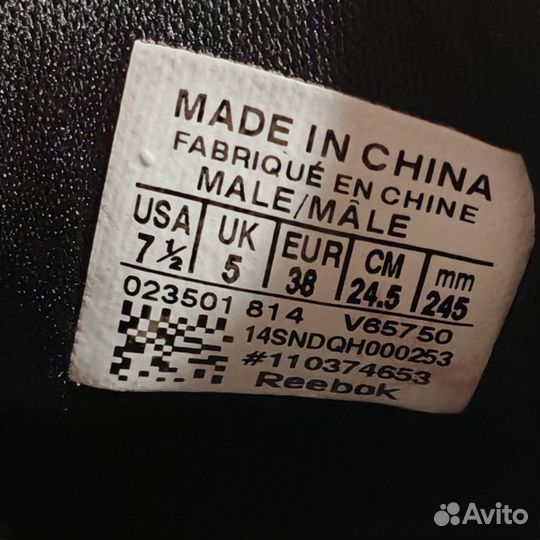 MADE IN CHINA
FABRIQUÉ EN CHINE
MALE/MÂLE
USA UK EUR CM mm
7 ½ 5 38 24.5 245
023501 814 V65750
14SNDQH000253
#110374653
Reebok
Avito